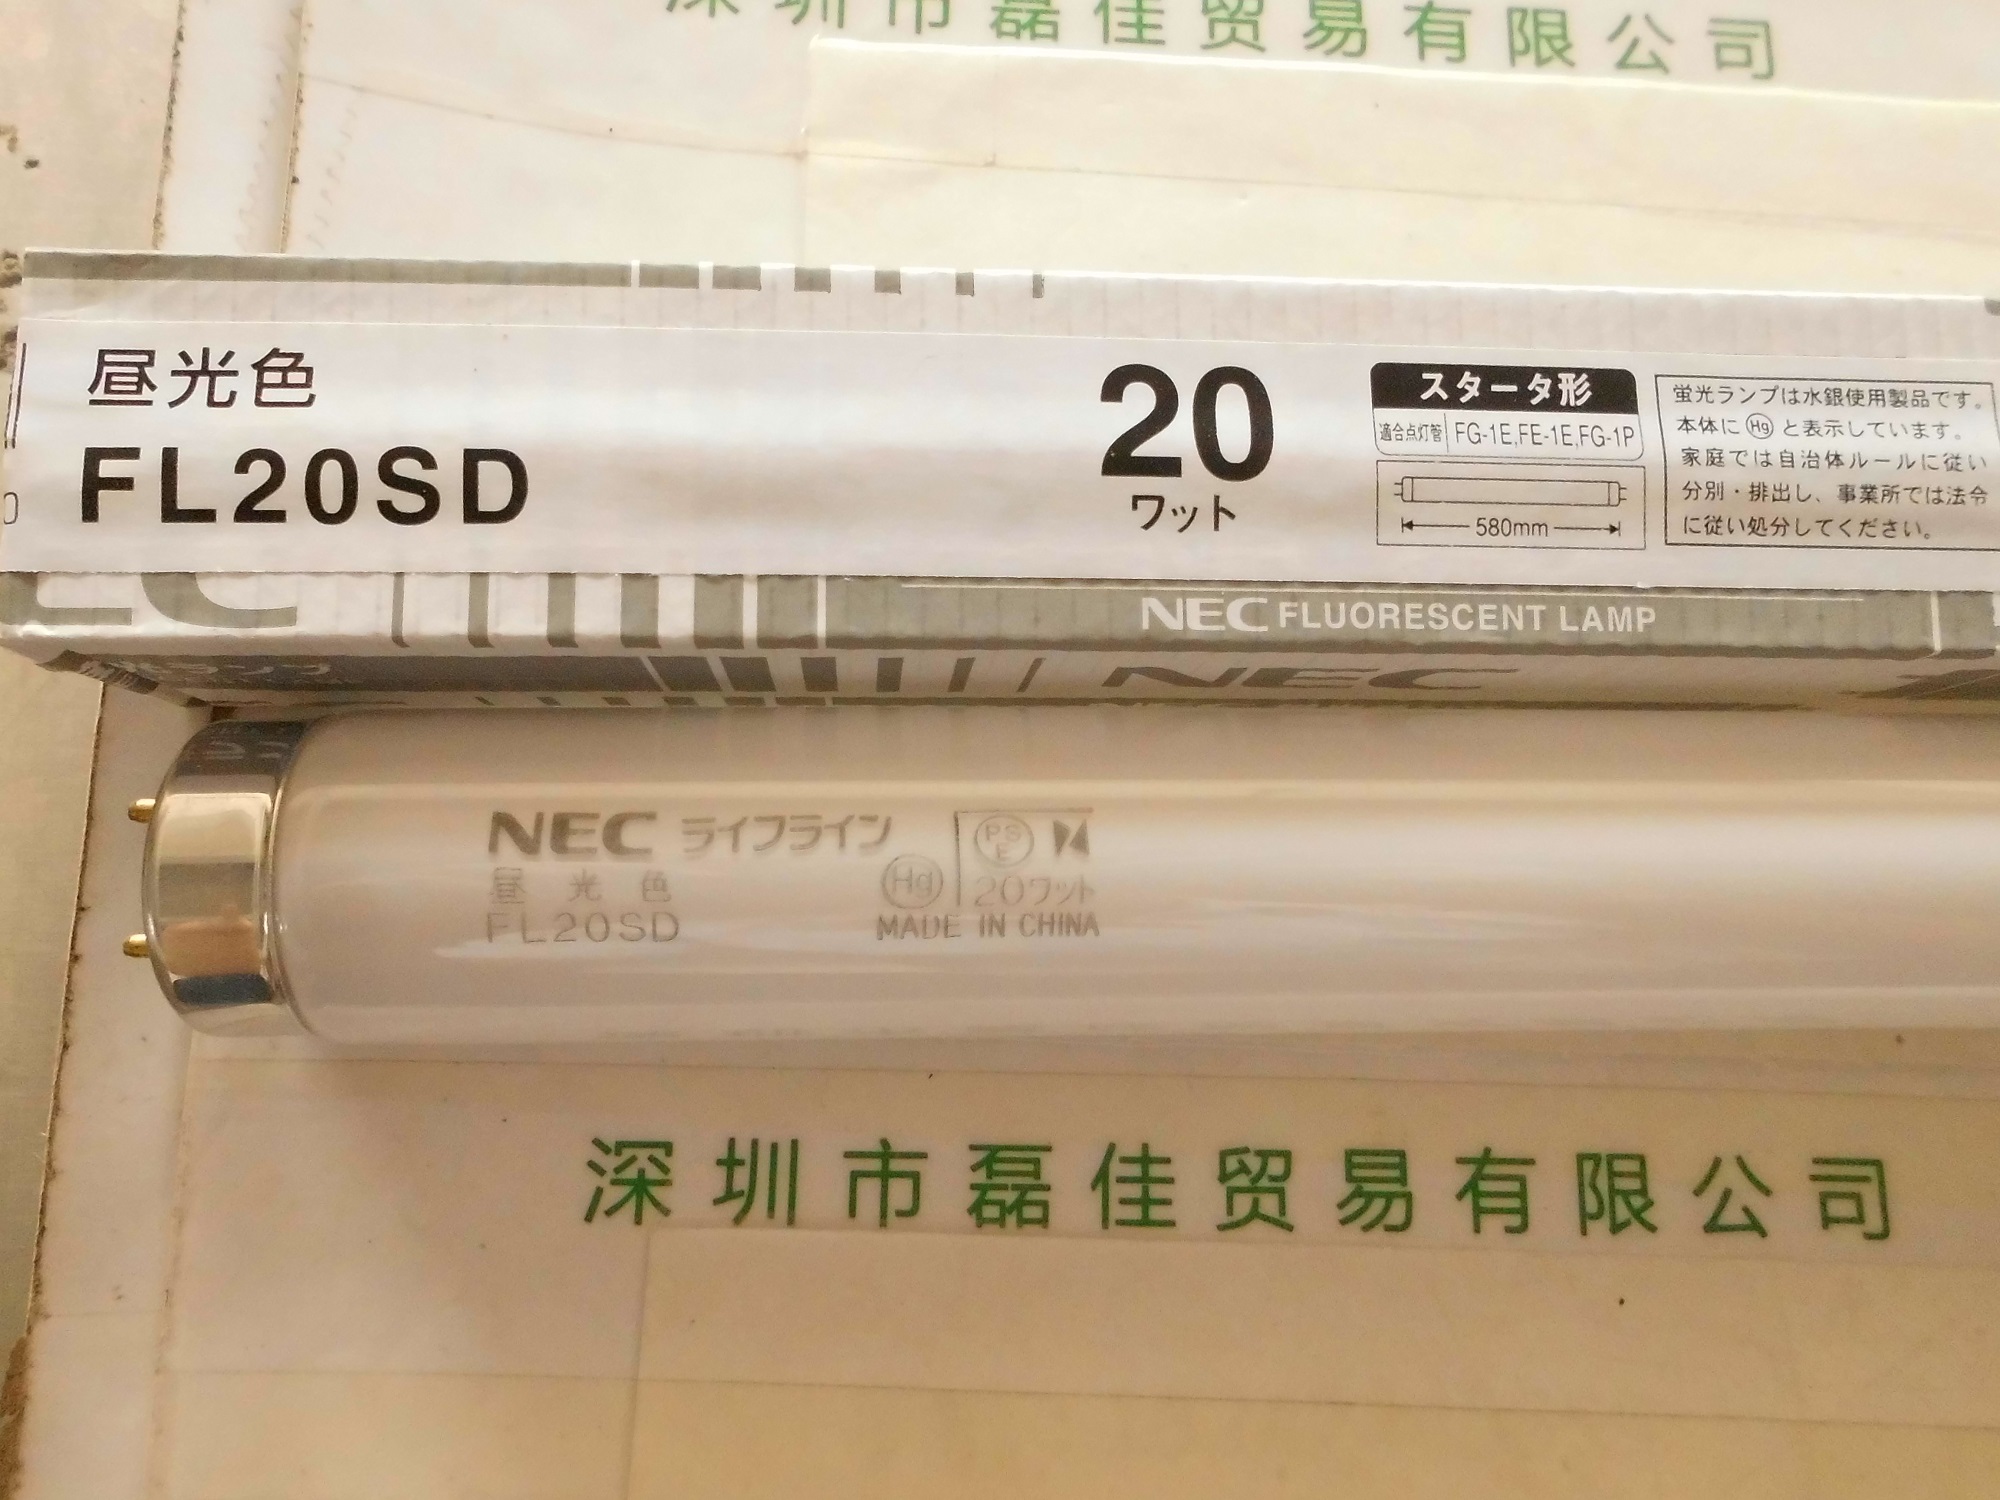 深圳市磊佳贸易有限公司
昼光色
FL20SD
20
ワット
スタータ形
適合点灯管 FG-1E,FE-1E,FG-1P
580mm
蛍光ランプは水銀使用製品です。
本体に Hg と表示しています。
家庭では自治体ルールに従い
分別・排出し、事業所では法令
に従い処分してください。
NEC FLUORESCENT LAMP
NEC
NEC ライフライン
PS
E
昼光色
Hg
20ワット
FL20SD
MADE IN CHINA
深圳市磊佳贸易有限公司